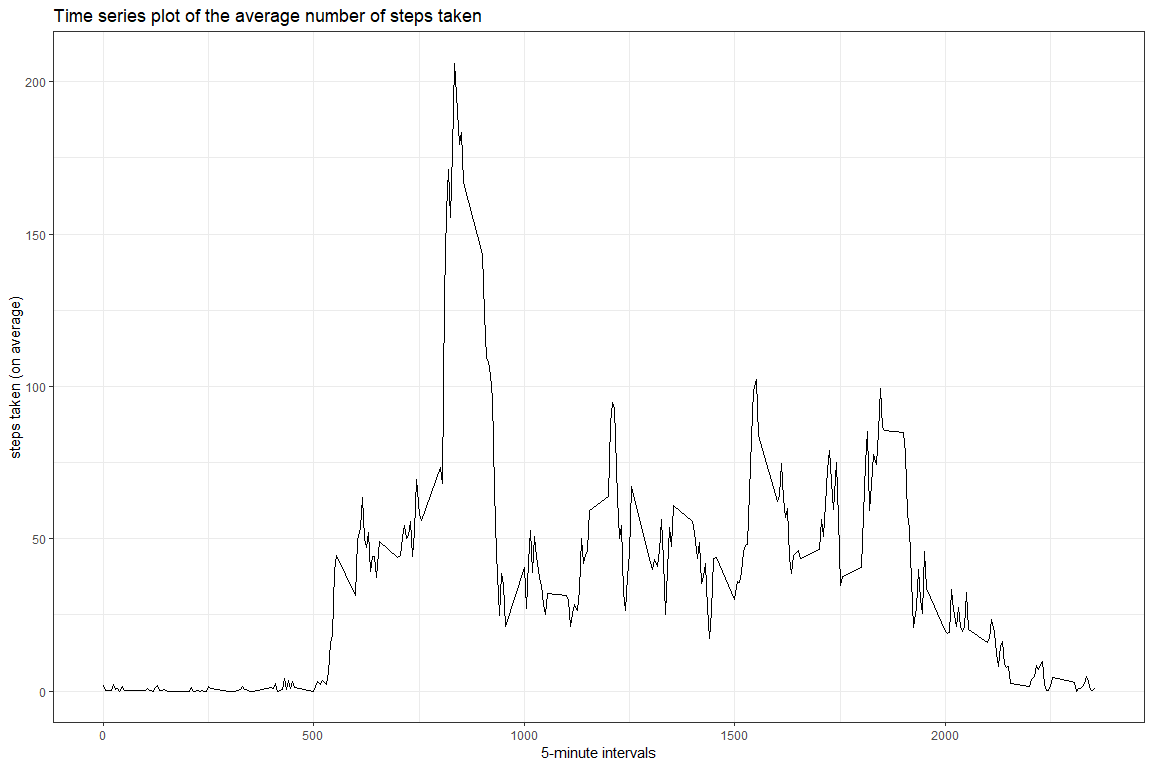 Time series plot of the average number of steps taken
steps taken (on average)
200
150
100
50
0
0 500 1000 1500 2000
5-minute intervals